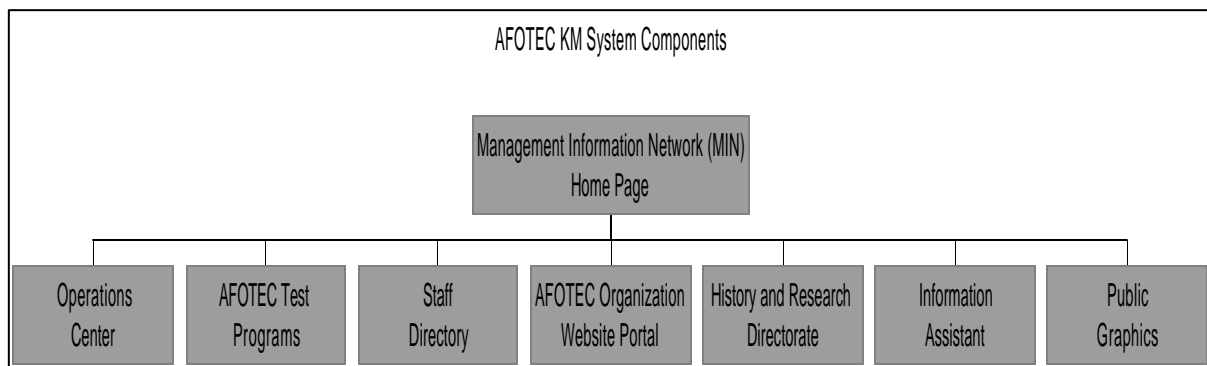 AFOTEC KM System Components
Management Information Network (MIN)
Home Page
Operations
Center
AFOTEC Test
Programs
Staff
Directory
AFOTEC Organization
Website Portal
History and Research
Directorate
Information
Assistant
Public
Graphics